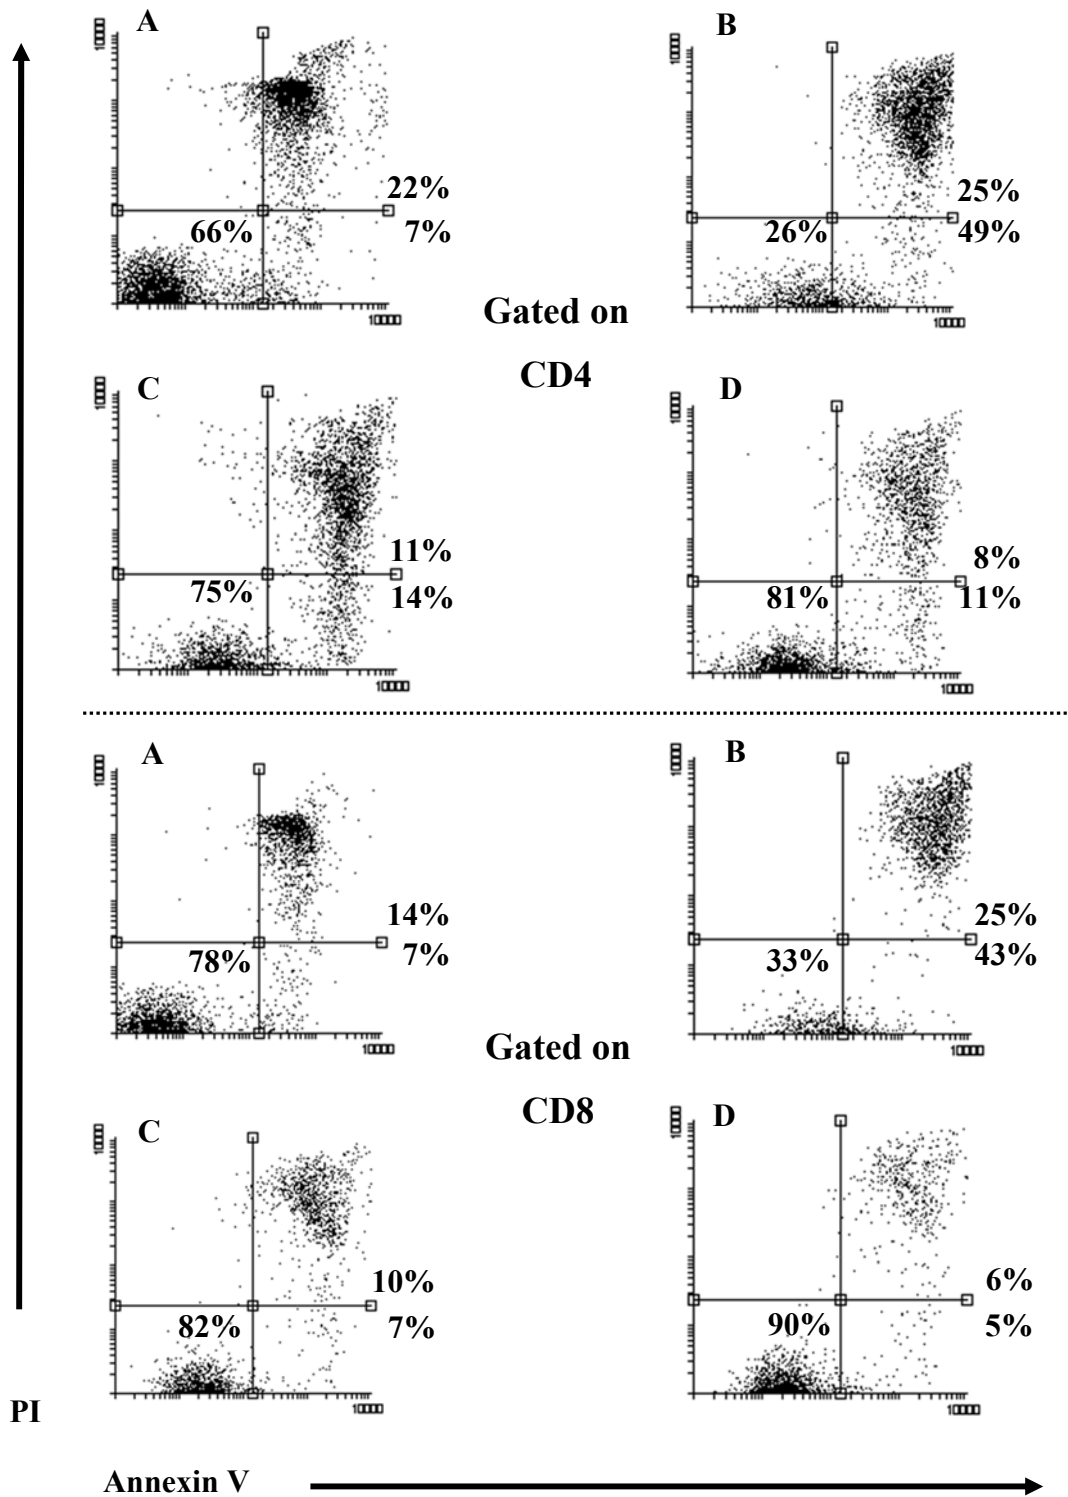 A
B
22%
7%
66%
25%
49%
26%
Gated on
CD4
C
D
11%
14%
75%
8%
11%
81%
A
B
14%
7%
78%
25%
43%
33%
Gated on
CD8
C
D
10%
7%
82%
6%
5%
90%
PI
Annexin V